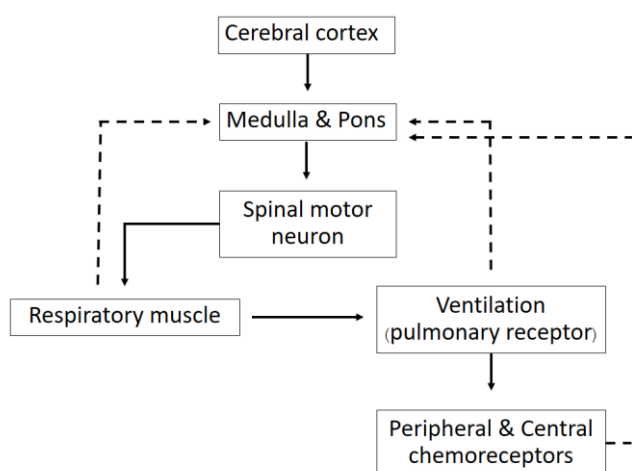 Cerebral cortex
Medulla & Pons
Spinal motor
neuron
Respiratory muscle
Ventilation
(pulmonary receptor)
Peripheral & Central
chemoreceptors